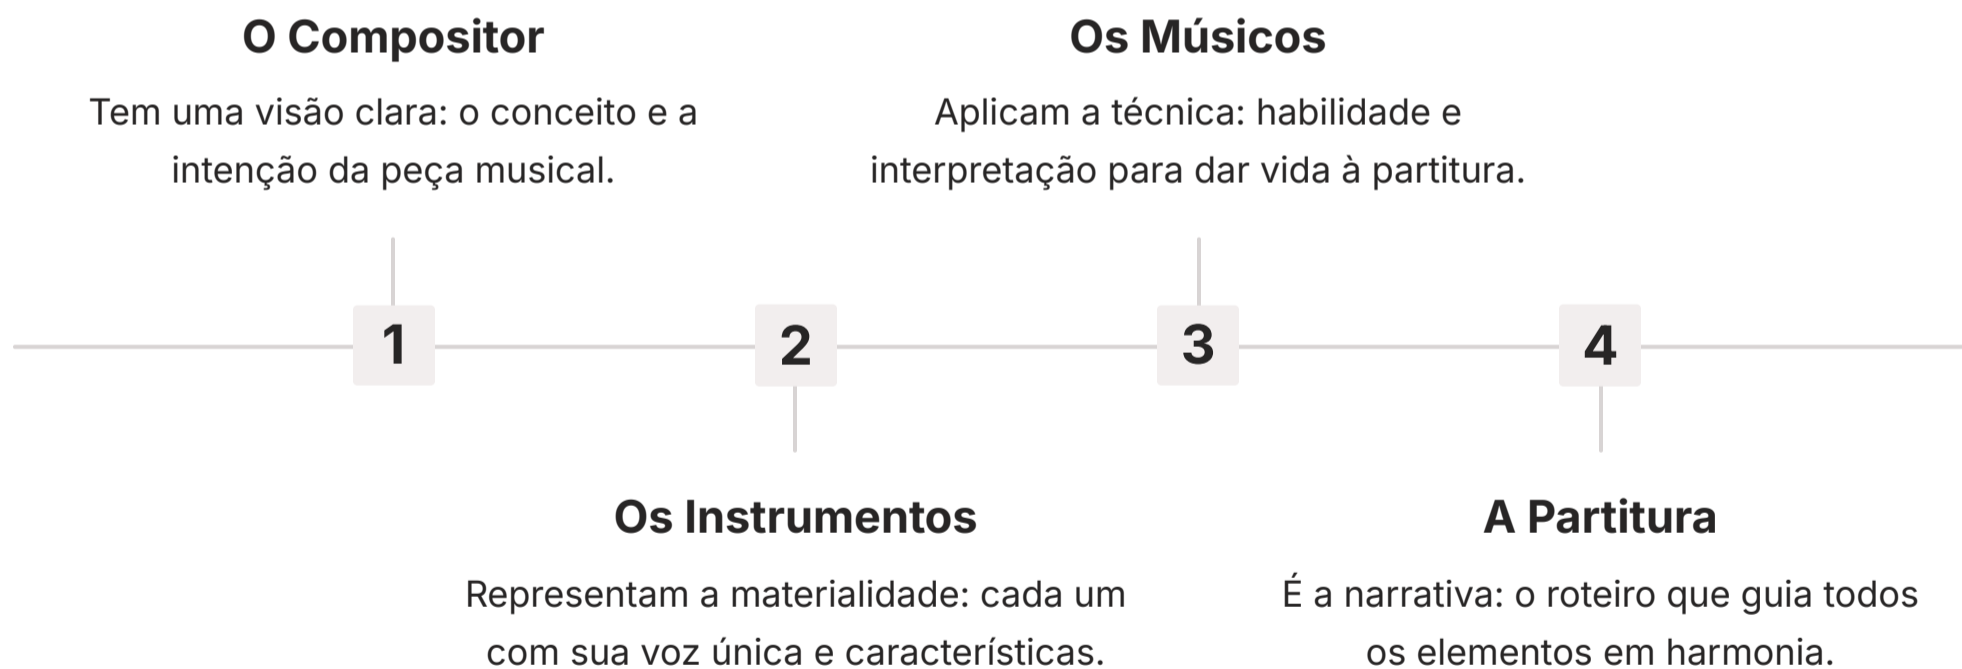 O Compositor
Tem uma visão clara: o conceito e a
intenção da peça musical.
Os Músicos
Aplicam a técnica: habilidade e
interpretação para dar vida à partitura.
1
2
3
4
Os Instrumentos
Representam a materialidade: cada um
com sua voz única e características.
A Partitura
É a narrativa: o roteiro que guia todos
os elementos em harmonia.